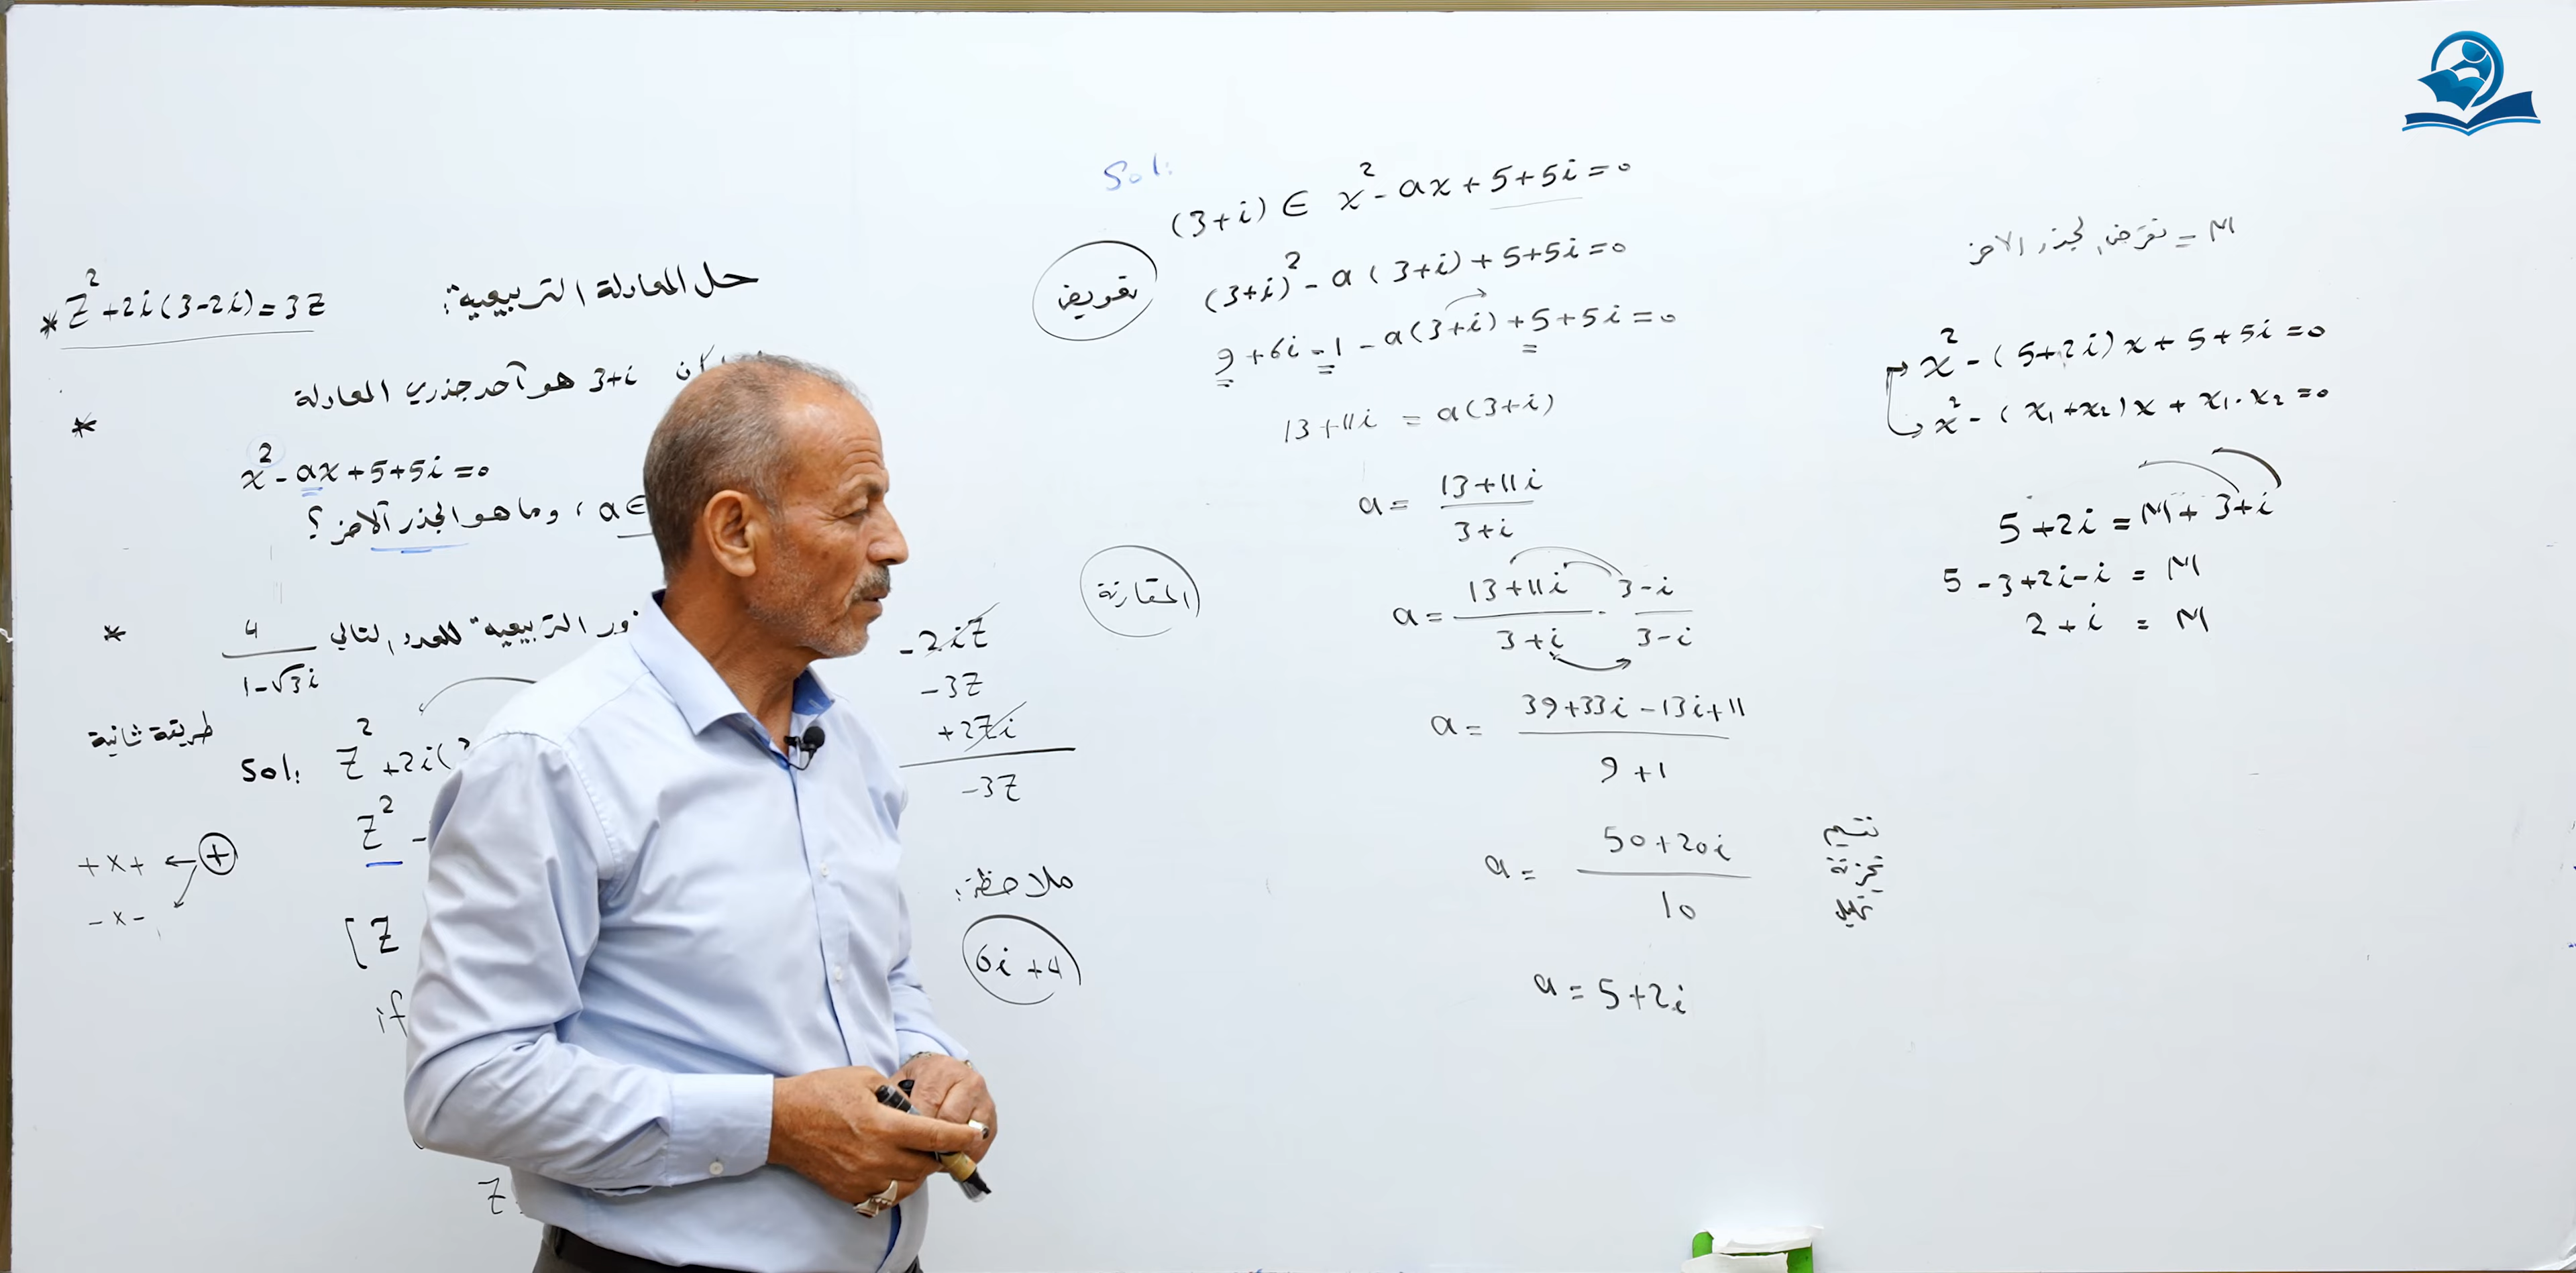 * Z² + 2i(3-2i) = 3Z
حل المعادلة التربيعية:
* كان 3+i هو أحد جذري المعادلة
x² - ax + 5 + 5i = 0
a ∈ ، وما هو الجذر الآخر ؟
* التربيعية للعدد التالي 4/(1-√3i)
طريقة ثانية
Sol: Z² + 2i(
Z² -
+ x + ← ⊕
- x -
[Z
if
Z
- 2iZ
- 3Z
+ 2Zi
- 3Z
ملاحظة:
6i + 4
Sol:
(3+i) ∈ x² - ax + 5 + 5i = 0
تعويض
(3+i)² - a(3+i) + 5 + 5i = 0
9 + 6i - 1 - a(3+i) + 5 + 5i = 0
13 + 11i = a(3+i)
a = (13+11i)/(3+i)
المقارنة
a = (13+11i)/(3+i) · (3-i)/(3-i)
a = (39+33i-13i+11)/(9+1)
a = (50+20i)/10
a = 5+2i
نفرض الجذر الآخر = M
x² - (5+2i)x + 5 + 5i = 0
x² - (x₁+x₂)x + x₁·x₂ = 0
5 + 2i = M + 3+i
5 - 3 + 2i - i = M
2 + i = M